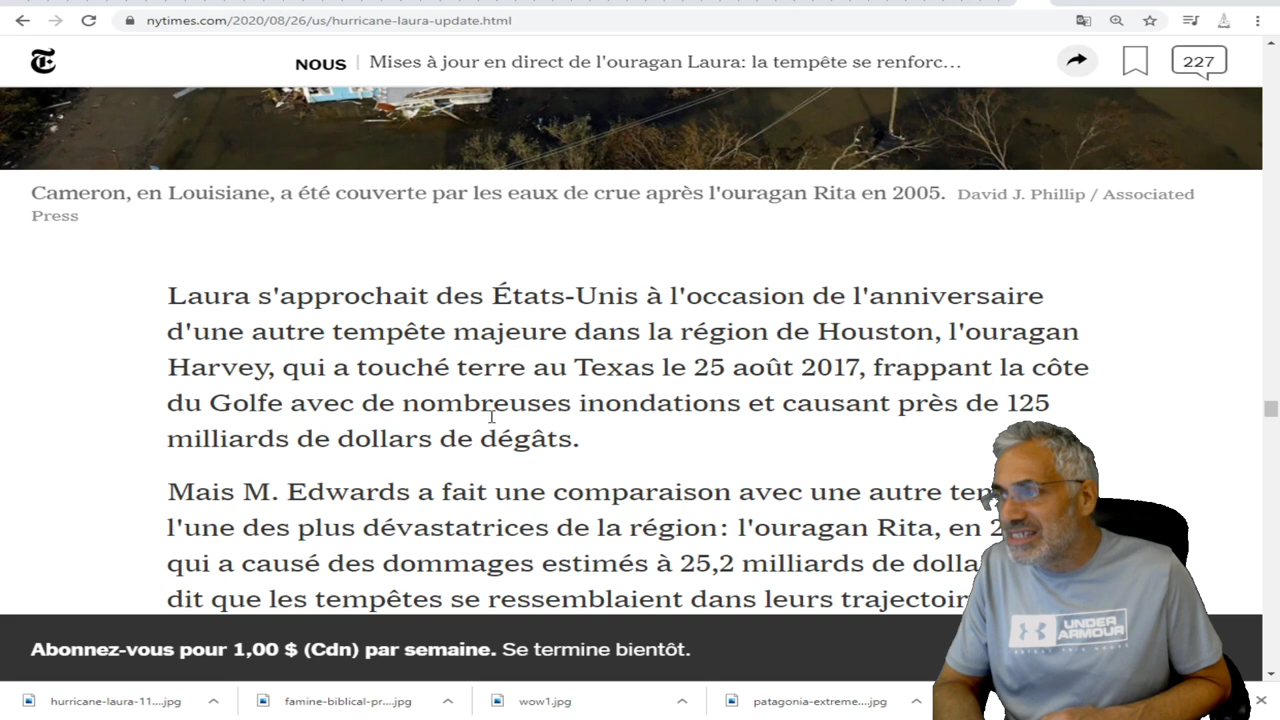 nytimes.com/2020/08/26/us/hurricane-laura-update.html
NOUS | Mises à jour en direct de l'ouragan Laura: la tempête se renforc…
227
Cameron, en Louisiane, a été couverte par les eaux de crue après l'ouragan Rita en 2005. David J. Phillip / Associated
Press
Laura s'approchait des États-Unis à l'occasion de l'anniversaire
d'une autre tempête majeure dans la région de Houston, l'ouragan
Harvey, qui a touché terre au Texas le 25 août 2017, frappant la côte
du Golfe avec de nombreuses inondations et causant près de 125
milliards de dollars de dégâts.
Mais M. Edwards a fait une comparaison avec une autre
l'une des plus dévastatrices de la région: l'ouragan Rita, en
qui a causé des dommages estimés à 25,2 milliards de
dit que les tempêtes se ressemblaient dans leurs
Abonnez-vous pour 1,00 $ (Cdn) par semaine. Se termine bientôt.
UNDER
ARMOUR
hurricane-laura-11....jpg
famine-biblical-pr....jpg
wow1.jpg
patagonia-extreme....jpg